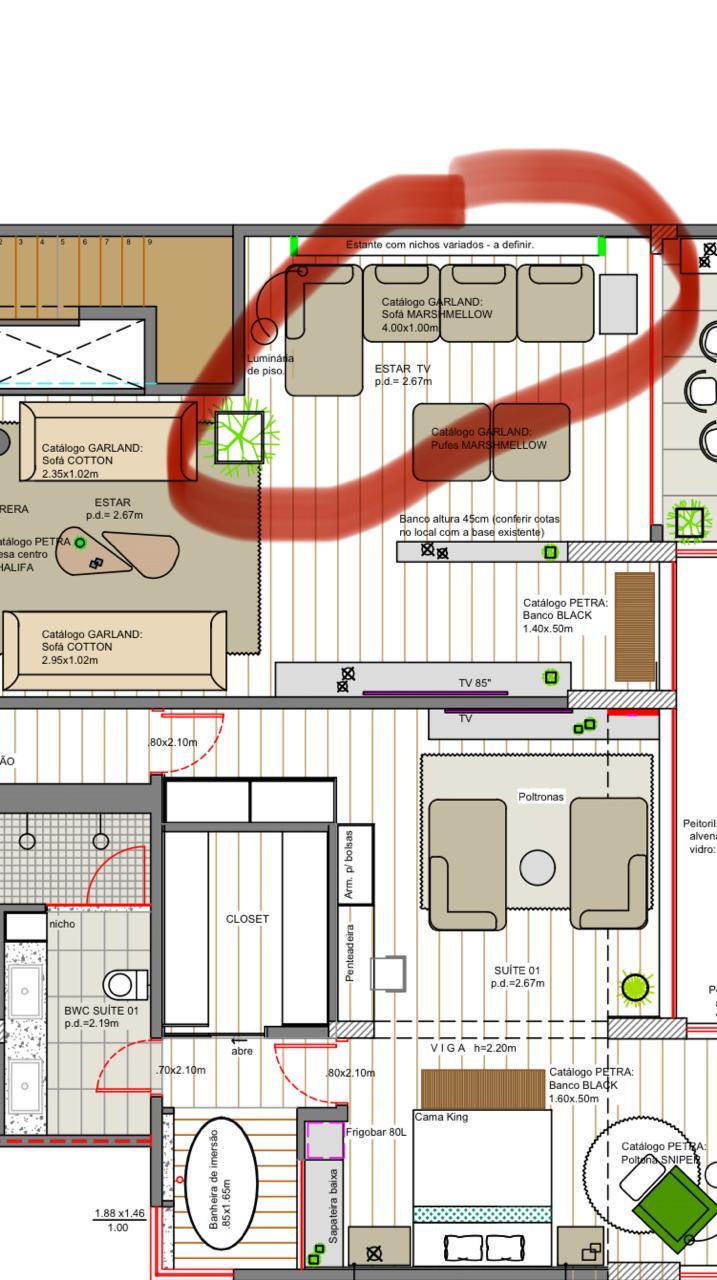 2 3 4 5 6 7 8 9
Estante com nichos variados - a definir.
Catálogo GARLAND:
Sofá MARSHMELLOW
4.00x1.00m
Luminária
de piso.
ESTAR TV
p.d.= 2.67m
Catálogo GARLAND:
Pufes MARSHMELLOW
Catálogo GARLAND:
Sofá COTTON
2.35x1.02m
RERA
ESTAR
p.d.= 2.67m
atálogo PETRA
esa centro
HALIFA
Banco altura 45cm (conferir cotas
no local com a base existente)
Catálogo PETRA:
Banco BLACK
1.40x.50m
Catálogo GARLAND:
Sofá COTTON
2.95x1.02m
TV 85"
TV
.80x2.10m
ÃO
Poltronas
Peitoril:
alvena
vidro:
Arm. p/ bolsas
CLOSET
nicho
Penteadeira
SUÍTE 01
p.d.=2.67m
BWC SUÍTE 01
p.d.=2.19m
abre
VIGA h=2.20m
.70x2.10m
.80x2.10m
Catálogo PETRA:
Banco BLACK
1.60x.50m
Cama King
Frigobar 80L
Catálogo PETRA:
Poltona SNIPER
Banheira de imersão
.85x1.65m
Sapateira baixa
1.88 x1.46
1.00